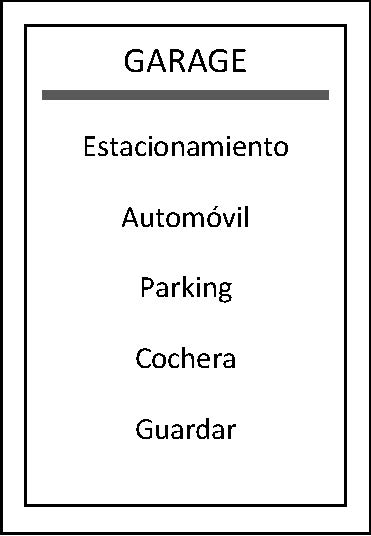 GARAGE
Estacionamiento
Automóvil
Parking
Cochera
Guardar